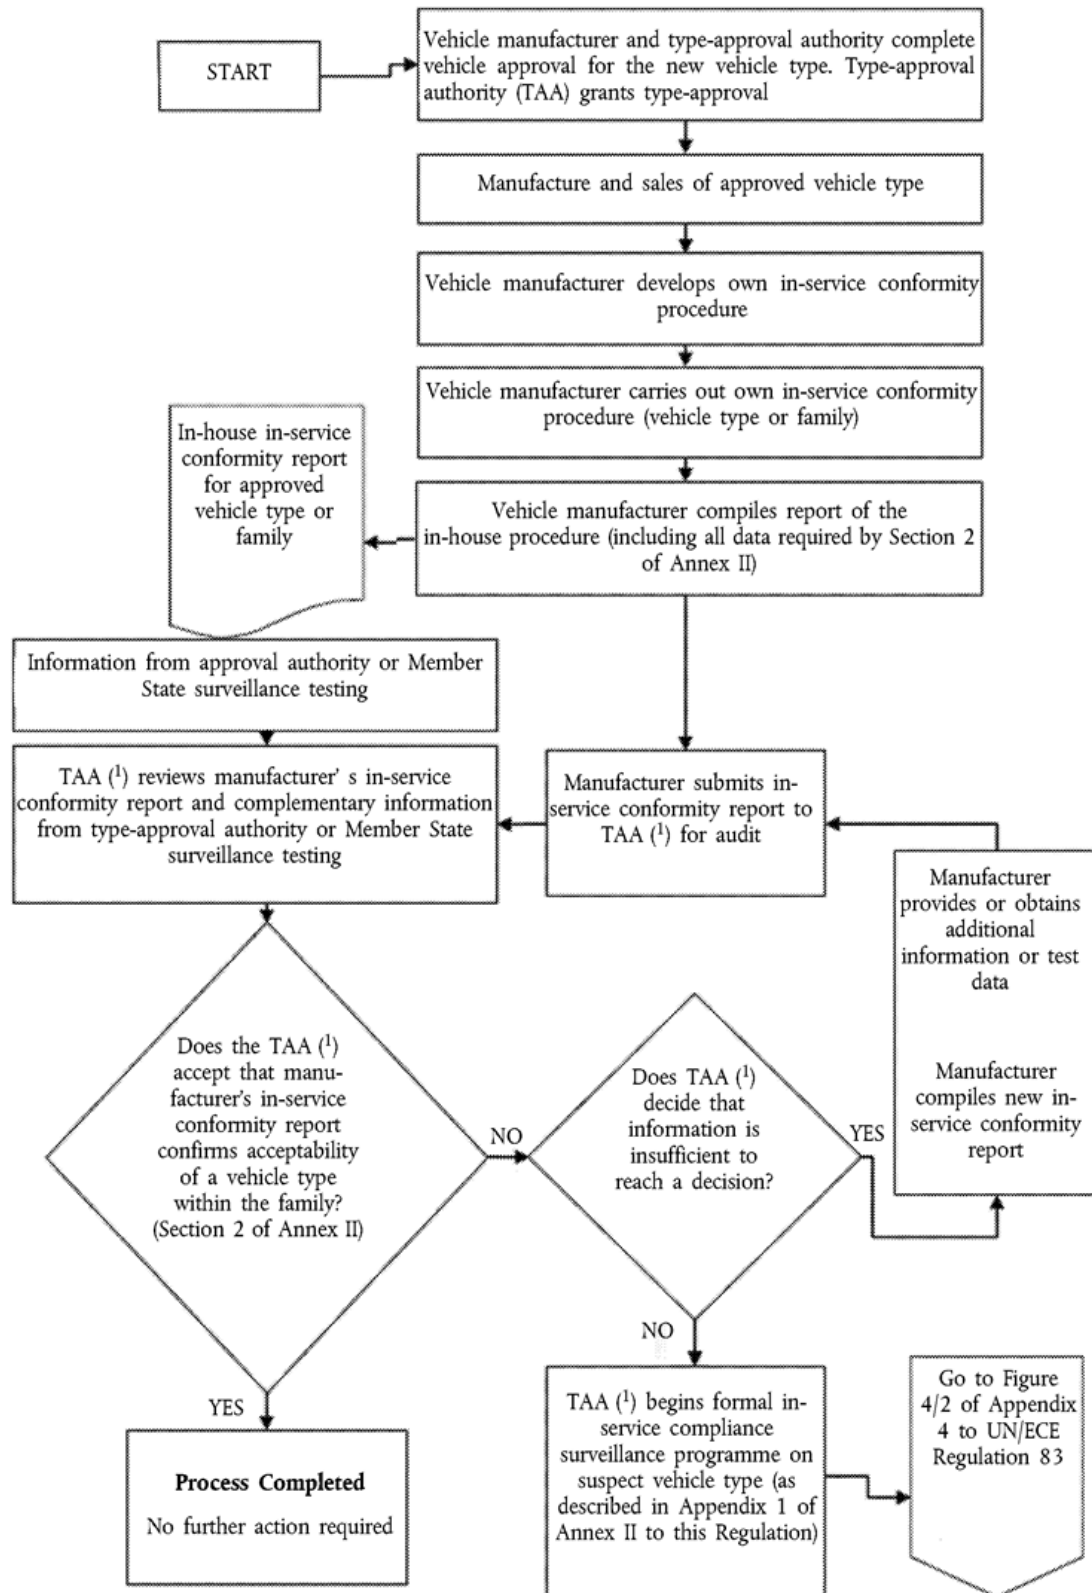 START
Vehicle manufacturer and type-approval authority complete
vehicle approval for the new vehicle type. Type-approval
authority (TAA) grants type-approval
Manufacture and sales of approved vehicle type
Vehicle manufacturer develops own in-service conformity
procedure
Vehicle manufacturer carries out own in-service conformity
procedure (vehicle type or family)
In-house in-service
conformity report
for approved
vehicle type or
family
Vehicle manufacturer compiles report of the
in-house procedure (including all data required by Section 2
of Annex II)
Information from approval authority or Member
State surveillance testing
TAA (¹) reviews manufacturer' s in-service
conformity report and complementary information
from type-approval authority or Member State
surveillance testing
Manufacturer submits in-
service conformity report to
TAA (¹) for audit
Manufacturer
provides or obtains
additional
information or test
data
Manufacturer
compiles new in-
service conformity
report
Does the TAA (¹)
accept that manu-
facturer's in-service
conformity report
confirms acceptability
of a vehicle type
within the family?
(Section 2 of Annex II)
NO
Does TAA (¹)
decide that
information is
insufficient to
reach a decision?
YES
NO
YES
Process Completed
No further action required
TAA (¹) begins formal in-
service compliance
surveillance programme on
suspect vehicle type (as
described in Appendix 1 of
Annex II to this Regulation)
Go to Figure
4/2 of Appendix
4 to UN/ECE
Regulation 83